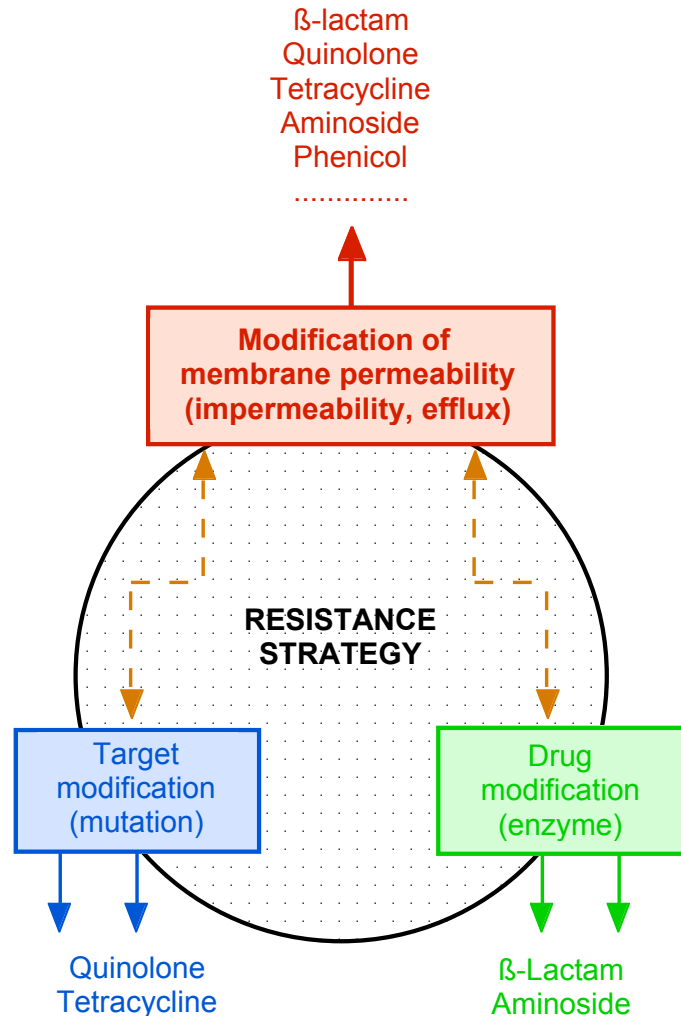 ß-lactam
Quinolone
Tetracycline
Aminoside
Phenicol
..............
Modification of
membrane permeability
(impermeability, efflux)
RESISTANCE
STRATEGY
Target
modification
(mutation)
Drug
modification
(enzyme)
Quinolone
Tetracycline
ß-Lactam
Aminoside